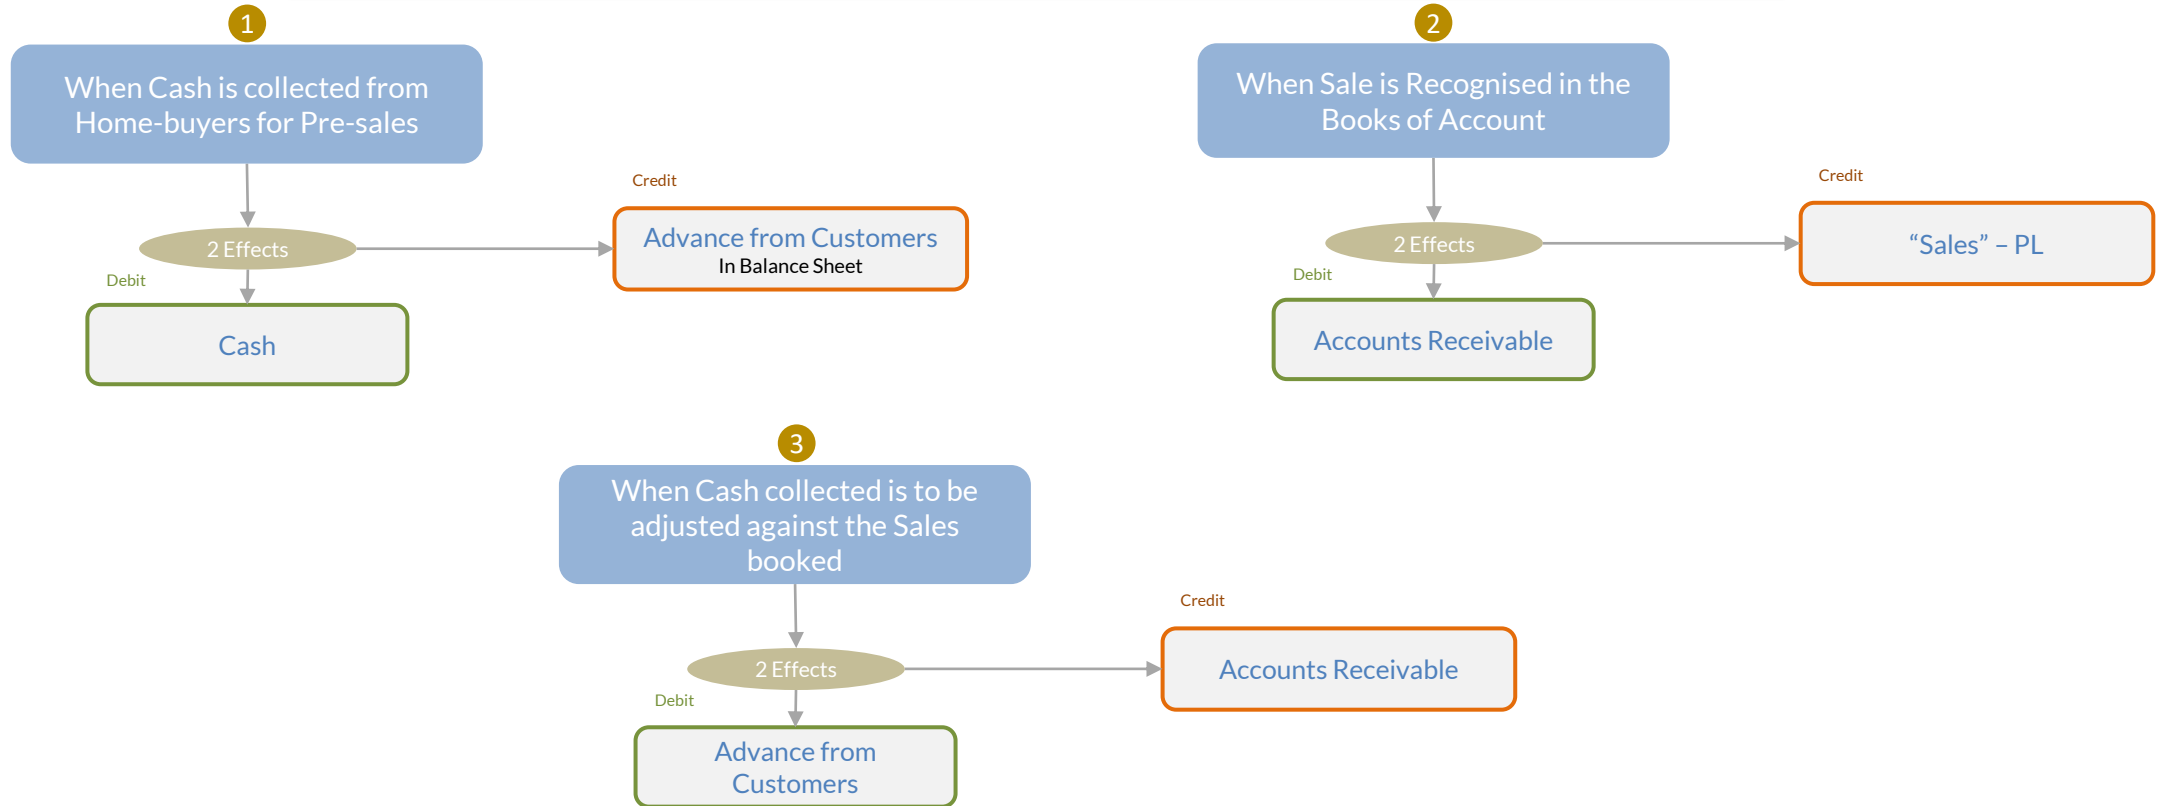 1
When Cash is collected from
Home-buyers for Pre-sales
2 Effects
Credit
Advance from Customers
In Balance Sheet
Debit
Cash
2
When Sale is Recognised in the
Books of Account
2 Effects
Credit
“Sales” – PL
Debit
Accounts Receivable
3
When Cash collected is to be
adjusted against the Sales
booked
2 Effects
Credit
Accounts Receivable
Debit
Advance from
Customers